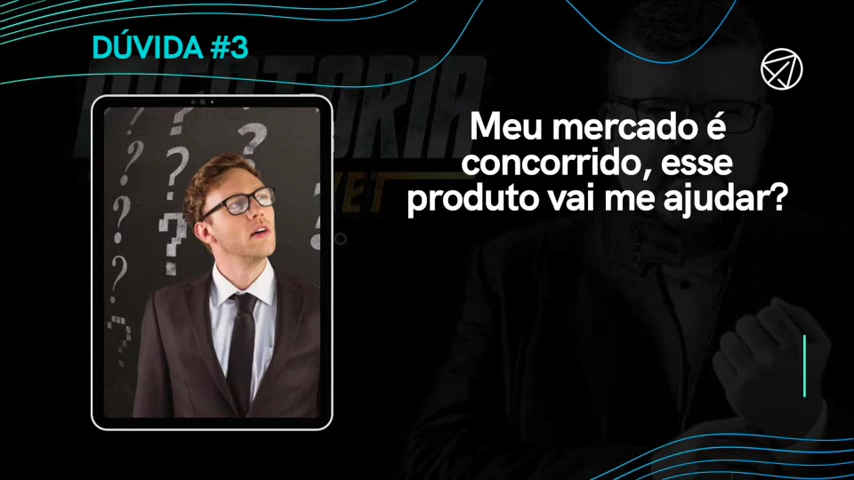 DÚVIDA #3
Meu mercado é
concorrido, esse
produto vai me ajudar?